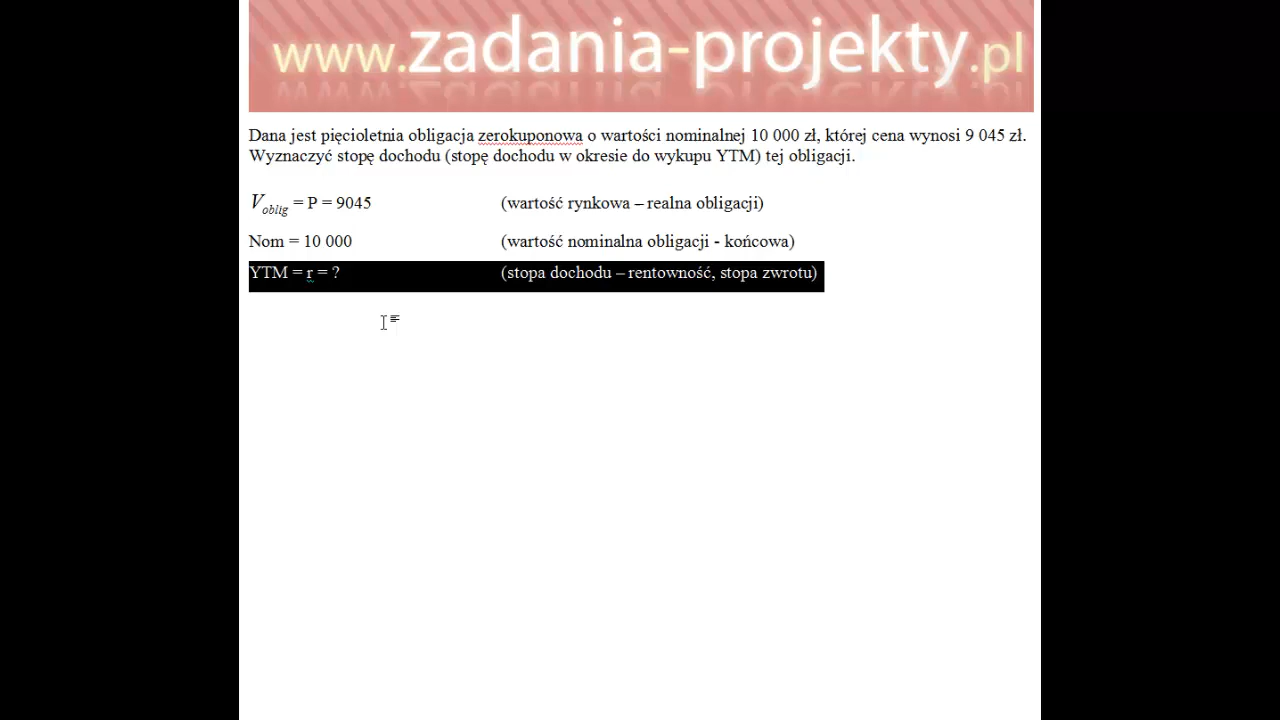 www.zadania-projekty.pl
Dana jest pięcioletnia obligacja zerokuponowa o wartości nominalnej 10 000 zł, której cena wynosi 9 045 zł.
Wyznaczyć stopę dochodu (stopę dochodu w okresie do wykupu YTM) tej obligacji.
V oblig = P = 9045 (wartość rynkowa – realna obligacji)
Nom = 10 000 (wartość nominalna obligacji - końcowa)
YTM = r = ? (stopa dochodu – rentowność, stopa zwrotu)